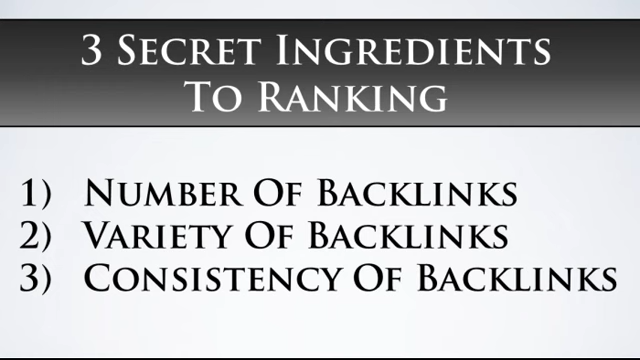 3 Secret Ingredients
To Ranking
1) Number Of Backlinks
2) Variety Of Backlinks
3) Consistency Of Backlinks